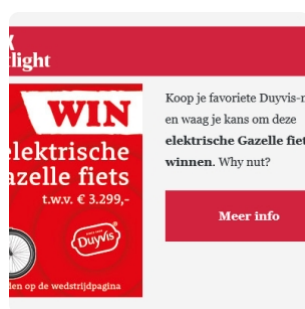 light
WIN
elektrische
azelle fiets
t.w.v. € 3.299,-
Duyvis
den op de wedstrijdpagina
Koop je favoriete Duyvis-
en waag je kans om deze
elektrische Gazelle fiet
winnen. Why nut?
Meer info